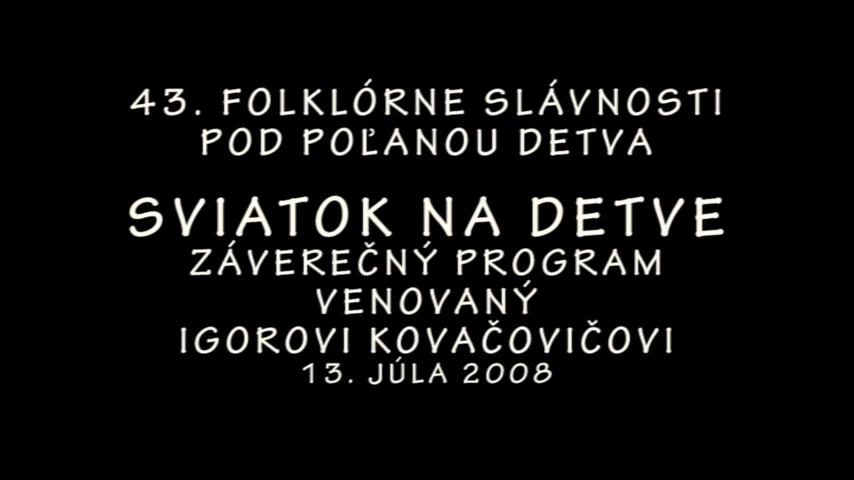 43. FOLKLÓRNE SLÁVNOSTI
POD POĽANOU DETVA
SVIATOK NA DETVE
ZÁVEREČNÝ PROGRAM
VENOVANÝ
IGOROVI KOVAČOVIČOVI
13. JÚLA 2008